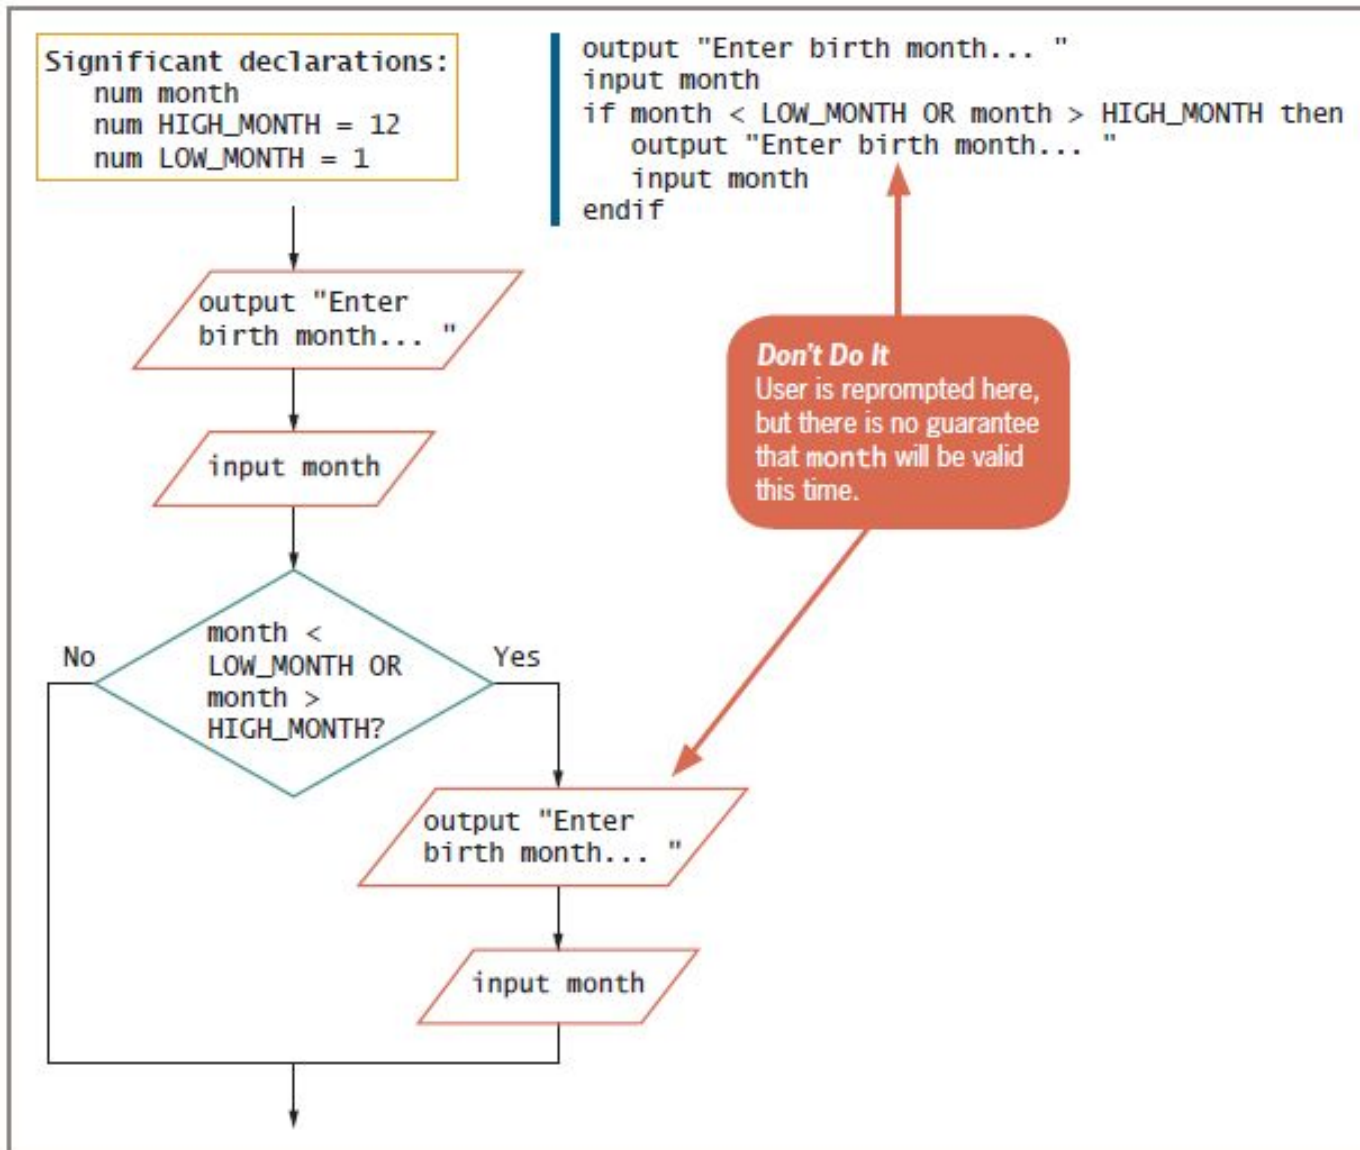 Significant declarations:
num month
num HIGH_MONTH = 12
num LOW_MONTH = 1
output "Enter birth month... "
input month
if month < LOW_MONTH OR month > HIGH_MONTH then
output "Enter birth month... "
input month
endif
output "Enter
birth month... "
input month
Don't Do It
User is reprompted here,
but there is no guarantee
that month will be valid
this time.
month <
LOW_MONTH OR
month >
HIGH_MONTH?
No
Yes
output "Enter
birth month... "
input month